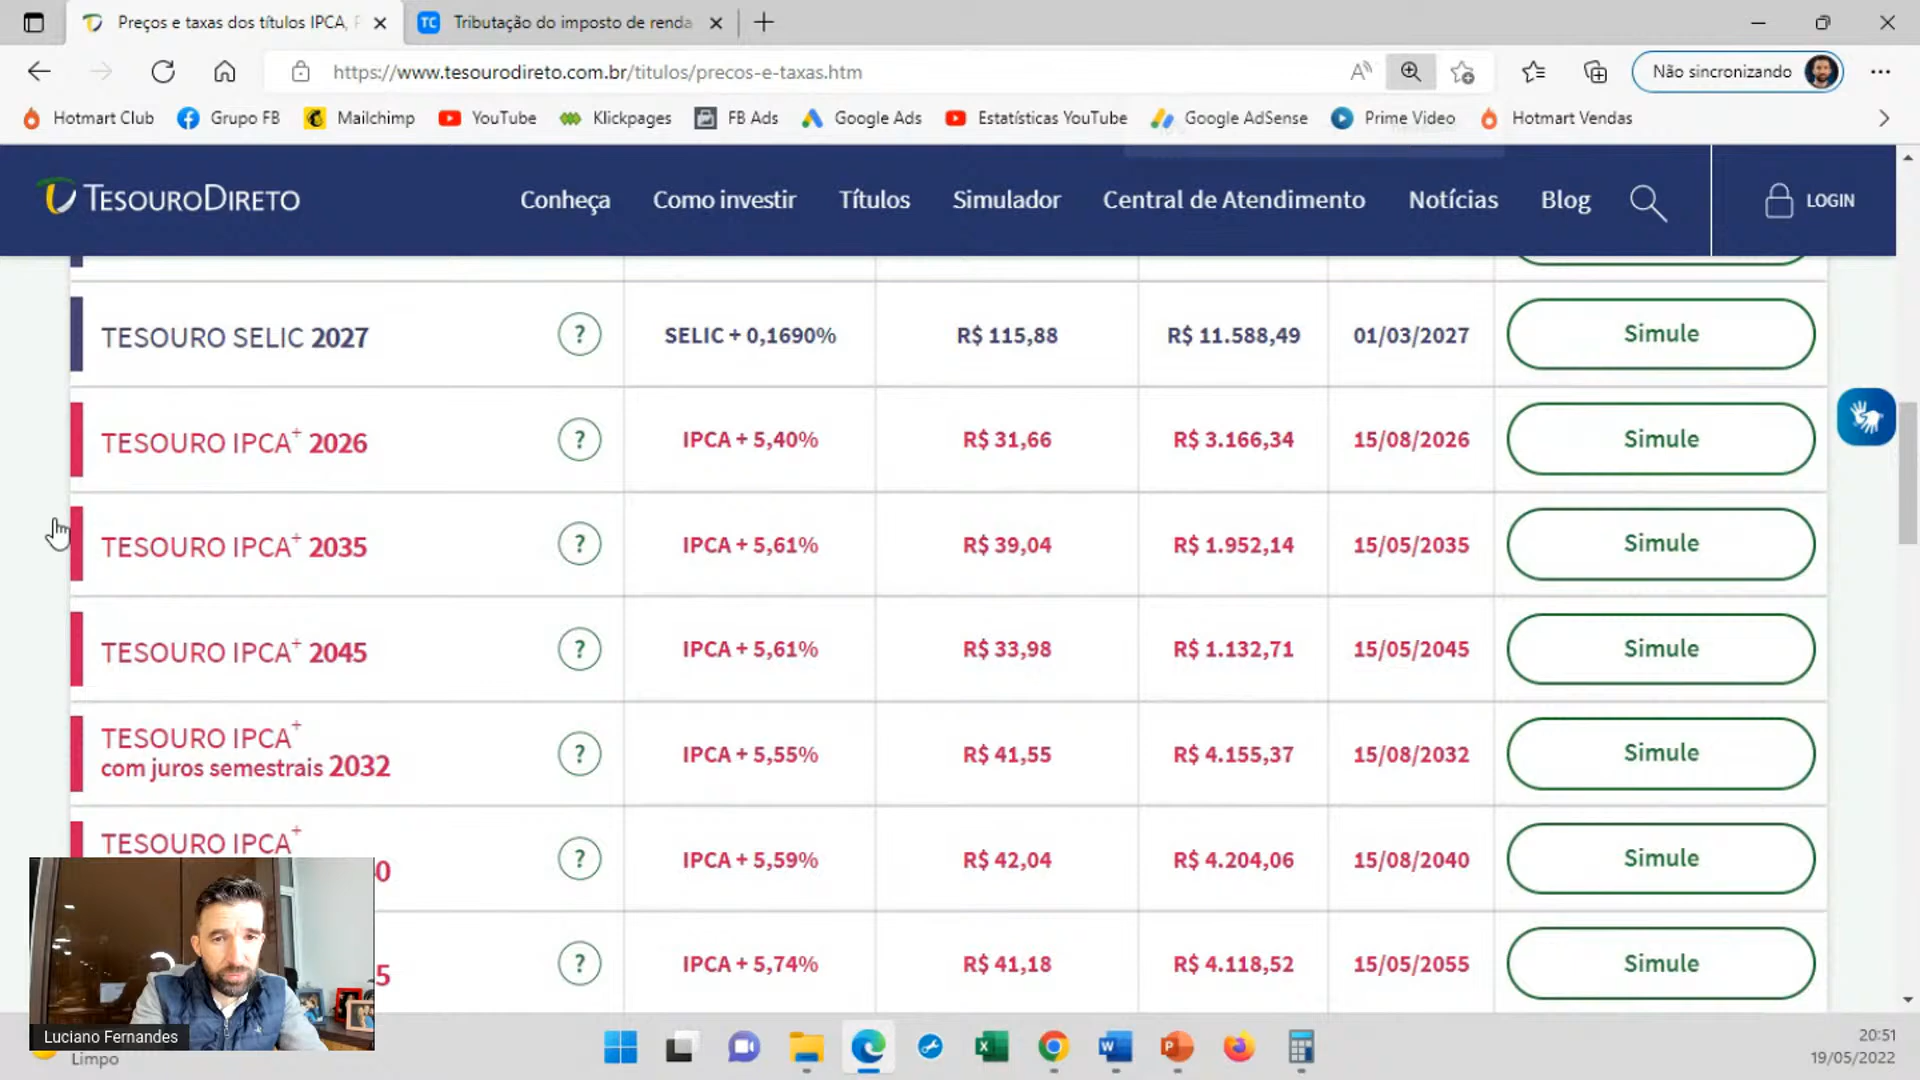 Preços e taxas dos títulos IPCA,
TC Tributação do imposto de renda
https://www.tesourodireto.com.br/titulos/precos-e-taxas.htm
Não sincronizando
Hotmart Club Grupo FB Mailchimp YouTube Klickpages FB Ads Google Ads Estatísticas YouTube Google AdSense Prime Video Hotmart Vendas
TESOURODIRETO Conheça Como investir Títulos Simulador Central de Atendimento Notícias Blog LOGIN
TESOURO SELIC 2027 ? SELIC + 0,1690% R$ 115,88 R$ 11.588,49 01/03/2027 Simule
TESOURO IPCA+ 2026 ? IPCA + 5,40% R$ 31,66 R$ 3.166,34 15/08/2026 Simule
TESOURO IPCA+ 2035 ? IPCA + 5,61% R$ 39,04 R$ 1.952,14 15/05/2035 Simule
TESOURO IPCA+ 2045 ? IPCA + 5,61% R$ 33,98 R$ 1.132,71 15/05/2045 Simule
TESOURO IPCA+
com juros semestrais 2032 ? IPCA + 5,55% R$ 41,55 R$ 4.155,37 15/08/2032 Simule
TESOURO IPCA+
0 ? IPCA + 5,59% R$ 42,04 R$ 4.204,06 15/08/2040 Simule
5 ? IPCA + 5,74% R$ 41,18 R$ 4.118,52 15/05/2055 Simule
Luciano Fernandes
Limpo
20:51
19/05/2022